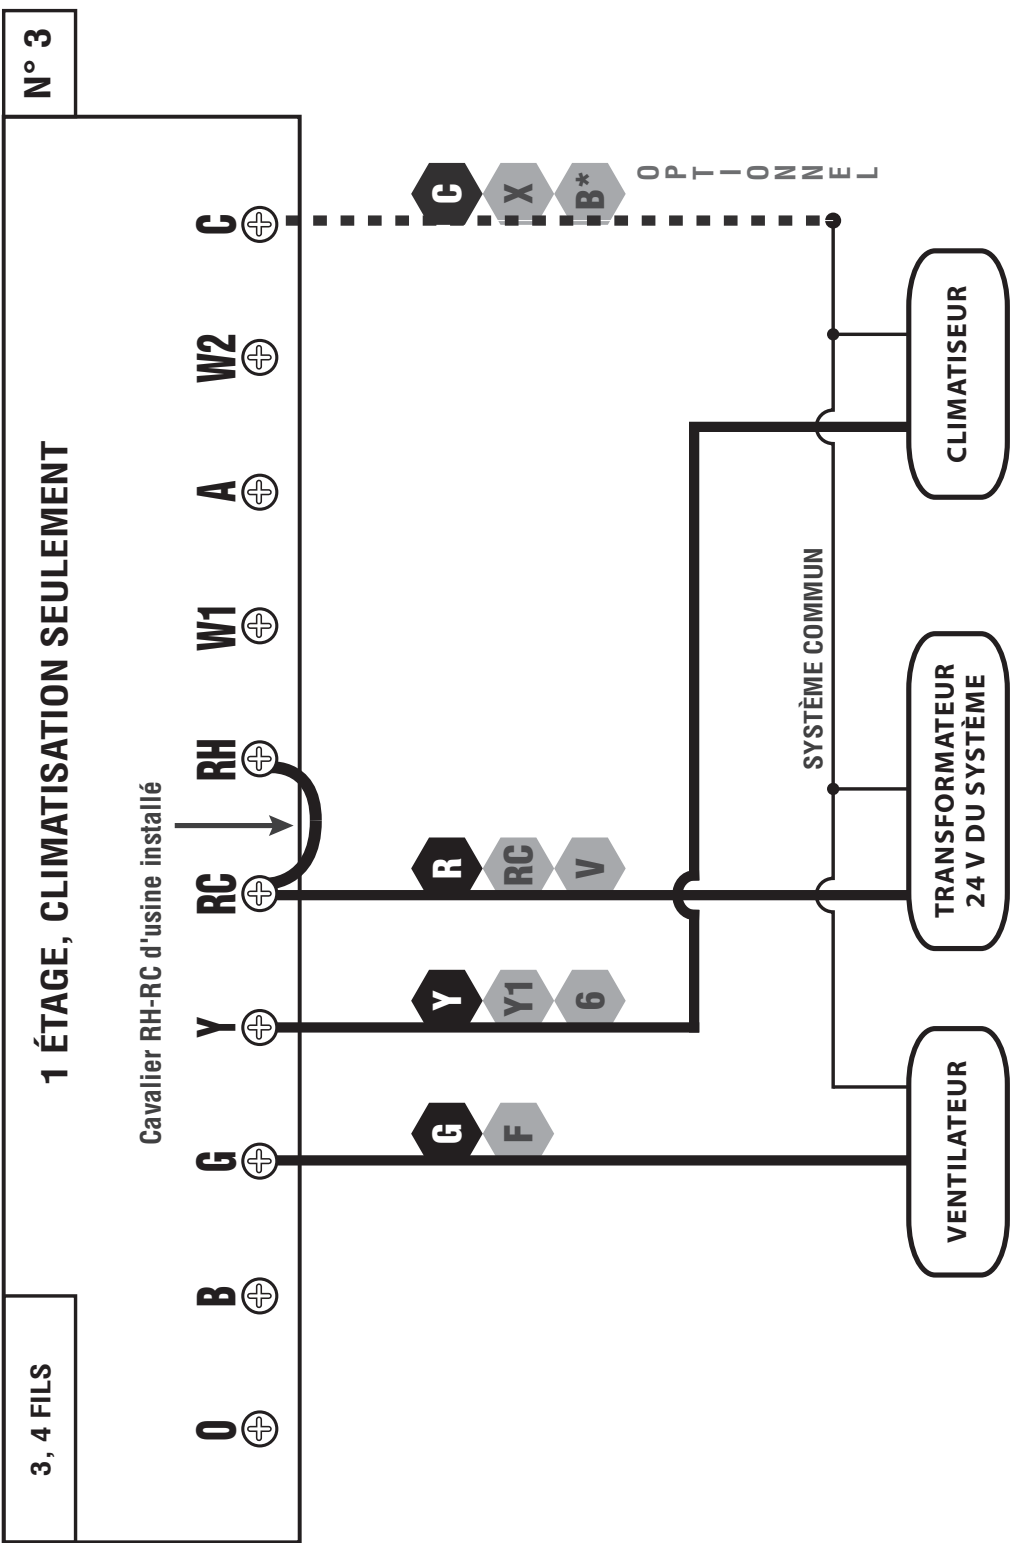 3, 4 FILS
1 ÉTAGE, CLIMATISATION SEULEMENT
N° 3
Cavalier RH-RC d'usine installé
O B G Y RC RH W1 A W2 C
G Y R C
F Y1 RC X
6 V B*
OPTIONNEL
SYSTÈME COMMUN
VENTILATEUR
TRANSFORMATEUR
24 V DU SYSTÈME
CLIMATISEUR